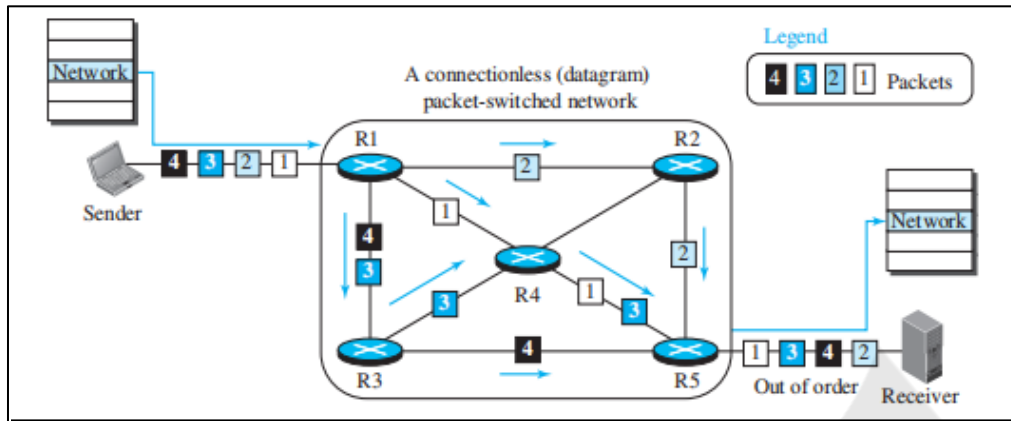 Legend
4 3 2 1 Packets
Network
A connectionless (datagram)
packet-switched network
R1
R2
4 3 2 1
2
Sender
1
Network
4
3
2
R4
3
1
3
4
R3
R5
1 3 4 2
Out of order
Receiver